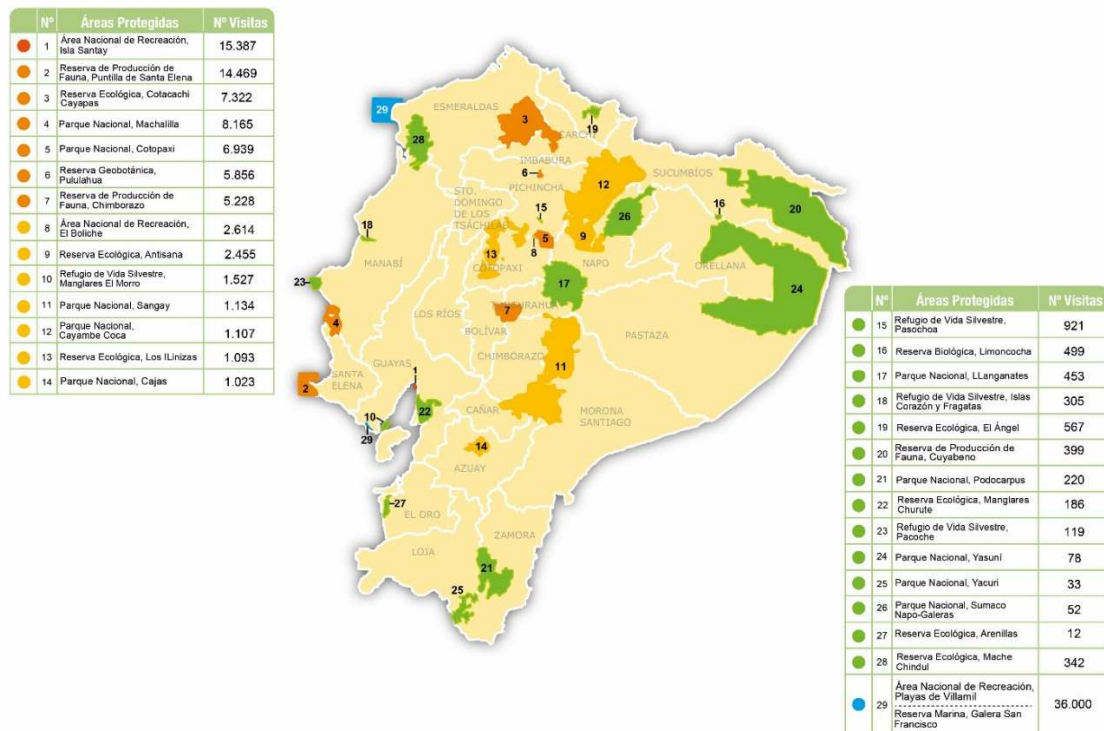 Nº Áreas Protegidas Nº Visitas
1 Área Nacional de Recreación, Isla Santay 15.387
2 Reserva de Producción de Fauna, Puntilla de Santa Elena 14.469
3 Reserva Ecológica, Cotacachi Cayapas 7.322
4 Parque Nacional, Machalilla 8.165
5 Parque Nacional, Cotopaxi 6.939
6 Reserva Geobotánica, Pululahua 5.856
7 Reserva de Producción de Fauna, Chimborazo 5.228
8 Área Nacional de Recreación, El Boliche 2.614
9 Reserva Ecológica, Antisana 2.455
10 Refugio de Vida Silvestre, Manglares El Morro 1.527
11 Parque Nacional, Sangay 1.134
12 Parque Nacional, Cayambe Coca 1.107
13 Reserva Ecológica, Los ILinizas 1.093
14 Parque Nacional, Cajas 1.023
29
ESMERALDAS
3
19
28
CARCHI
IMBABURA
6
PICHINCHA
12
SUCUMBÍOS
STO.
DOMINGO
DE LOS
TSÁCHILAS
15
26
16
20
18
5
8
9
13
MANABÍ
COTOPAXI
NAPO
ORELLANA
23
17
24
4
LOS RÍOS
7
TUNGURAHUA
BOLÍVAR
PASTAZA
GUAYAS
CHIMBORAZO
11
SANTA
ELENA
1
2
10
22
CAÑAR
MORONA
SANTIAGO
29
14
AZUAY
27
EL ORO
ZAMORA
LOJA
21
25
Nº Áreas Protegidas Nª Visitas
15 Refugio de Vida Silvestre, Pasochoa 921
16 Reserva Biológica, Limoncocha 499
17 Parque Nacional, LLanganates 453
18 Refugio de Vida Silvestre, Islas Corazón y Fragatas 305
19 Reserva Ecológica, El Ángel 567
20 Reserva de Producción de Fauna, Cuyabeno 399
21 Parque Nacional, Podocarpus 220
22 Reserva Ecológica, Manglares Churute 186
23 Refugio de Vida Silvestre, Pacoche 119
24 Parque Nacional, Yasuní 78
25 Parque Nacional, Yacuri 33
26 Parque Nacional, Sumaco Napo-Galeras 52
27 Reserva Ecológica, Arenillas 12
28 Reserva Ecológica, Mache Chindul 342
29 Área Nacional de Recreación, Playas de Villamil
Reserva Marina, Galera San Francisco 36.000